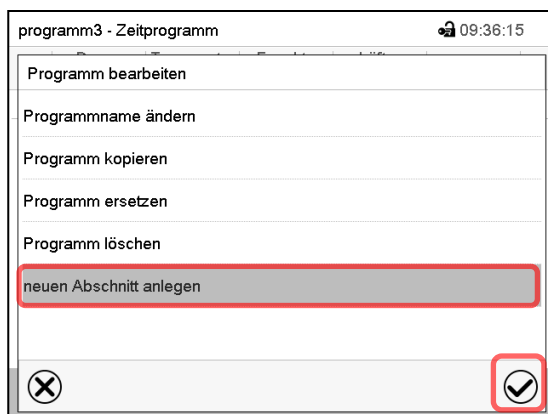 programm3 - Zeitprogramm 09:36:15
Programm bearbeiten
Programmname ändern
Programm kopieren
Programm ersetzen
Programm löschen
neuen Abschnitt anlegen